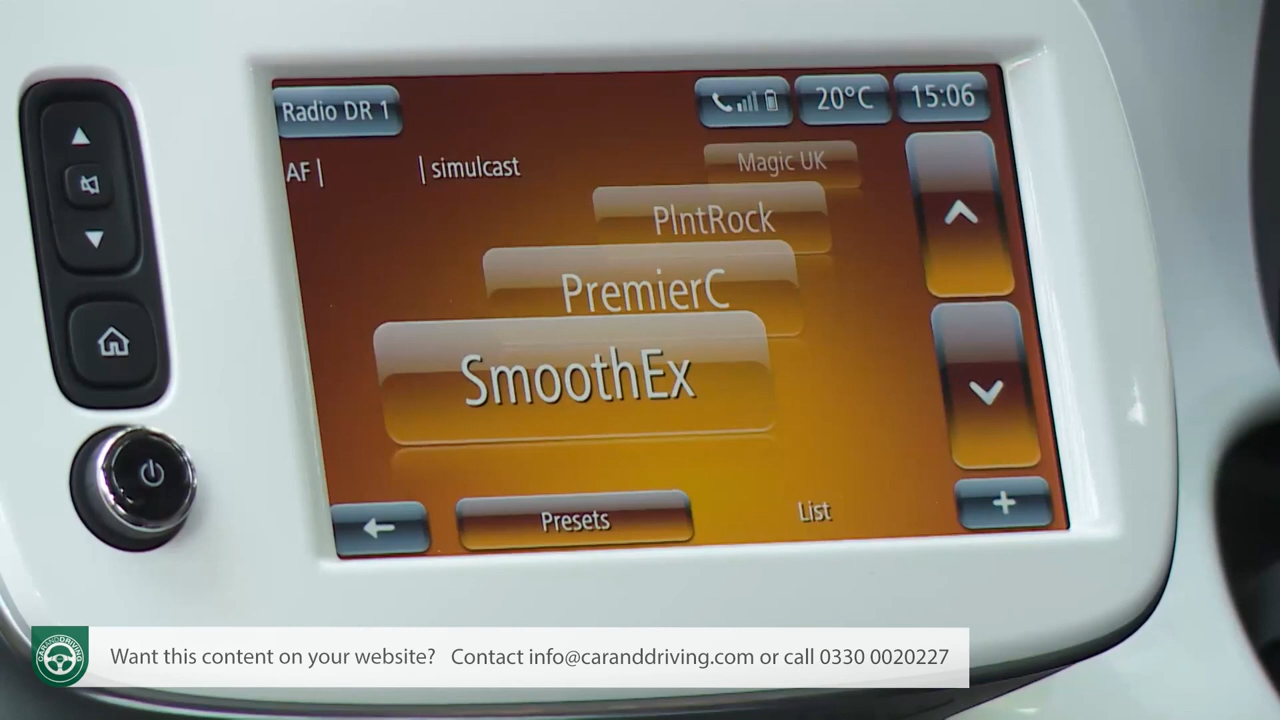 Radio DR 1
20°C
15:06
AF |
| simulcast
Magic UK
PlntRock
PremierC
SmoothEx
Presets
List
+
CARANDDRIVING
Want this content on your website? Contact info@caranddriving.com or call 0330 0020227